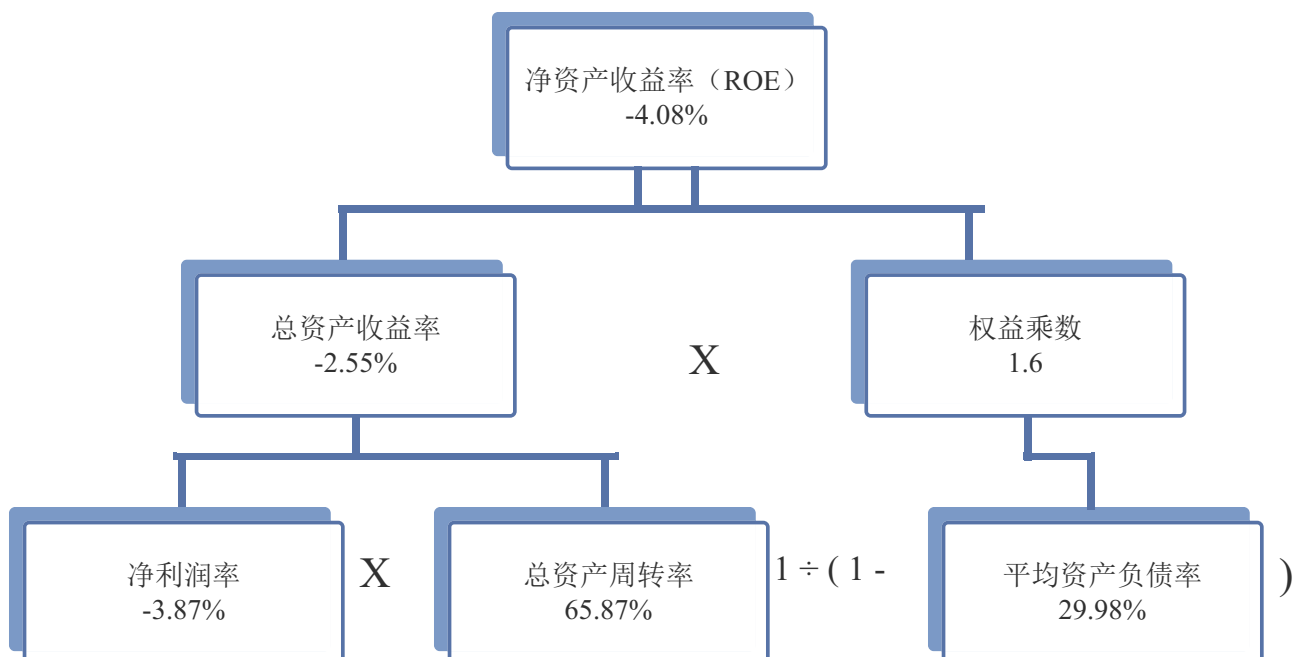 净资产收益率（ROE）
-4.08%
总资产收益率
-2.55%
X
权益乘数
1.6
净利润率
-3.87%
X
总资产周转率
65.87%
1 ÷ ( 1 -
平均资产负债率
29.98%
)